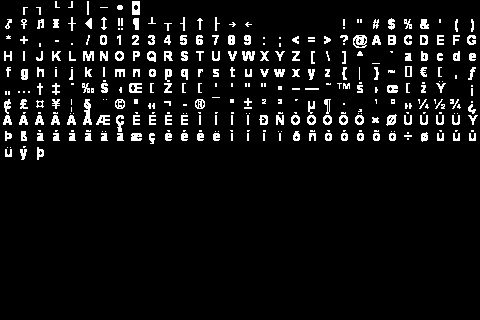 ┌ ┐ └ ┘ │ ─ • ◘
♂ ♀ ♫ ☼ ┼ ◄ ↕ ‼ ¶ ┴ ┬ ┤ ↑ ├ → ← ! " # $ % & ' ( )
* + , - . / 0 1 2 3 4 5 6 7 8 9 : ; < = > ? @ A B C D E F G
H I J K L M N O P Q R S T U V W X Y Z [ \ ] ^ _ ` a b c d e
f g h i j k l m n o p q r s t u v w x y z { | } ~ € ‚ ƒ
„ … † ‡ ˆ ‰ Š ‹ Œ Ž ' ' " " • – — ˜ ™ š › œ ž Ÿ ¡
¢ £ ¤ ¥ ¦ § ¨ © ª « ¬ - ® ¯ ° ± ² ³ ´ µ ¶ · ¸ ¹ º » ¼ ½ ¾ ¿
À Á Â Ã Ä Å Æ Ç È É Ê Ë Ì Í Î Ï Ð Ñ Ò Ó Ô Õ Ö × Ø Ù Ú Û Ü Ý
Þ ß à á â ã ä å æ ç è é ê ë ì í î ï ð ñ ò ó ô õ ö ÷ ø ù ú û
ü ý þ